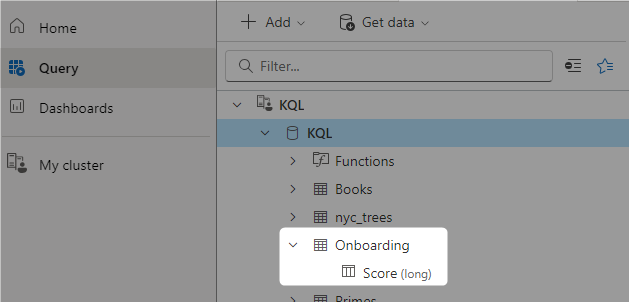 Home
Query
Dashboards
My cluster
Add
Get data
Filter...
KQL
KQL
Functions
Books
nyc_trees
Onboarding
Score (long)
Primes